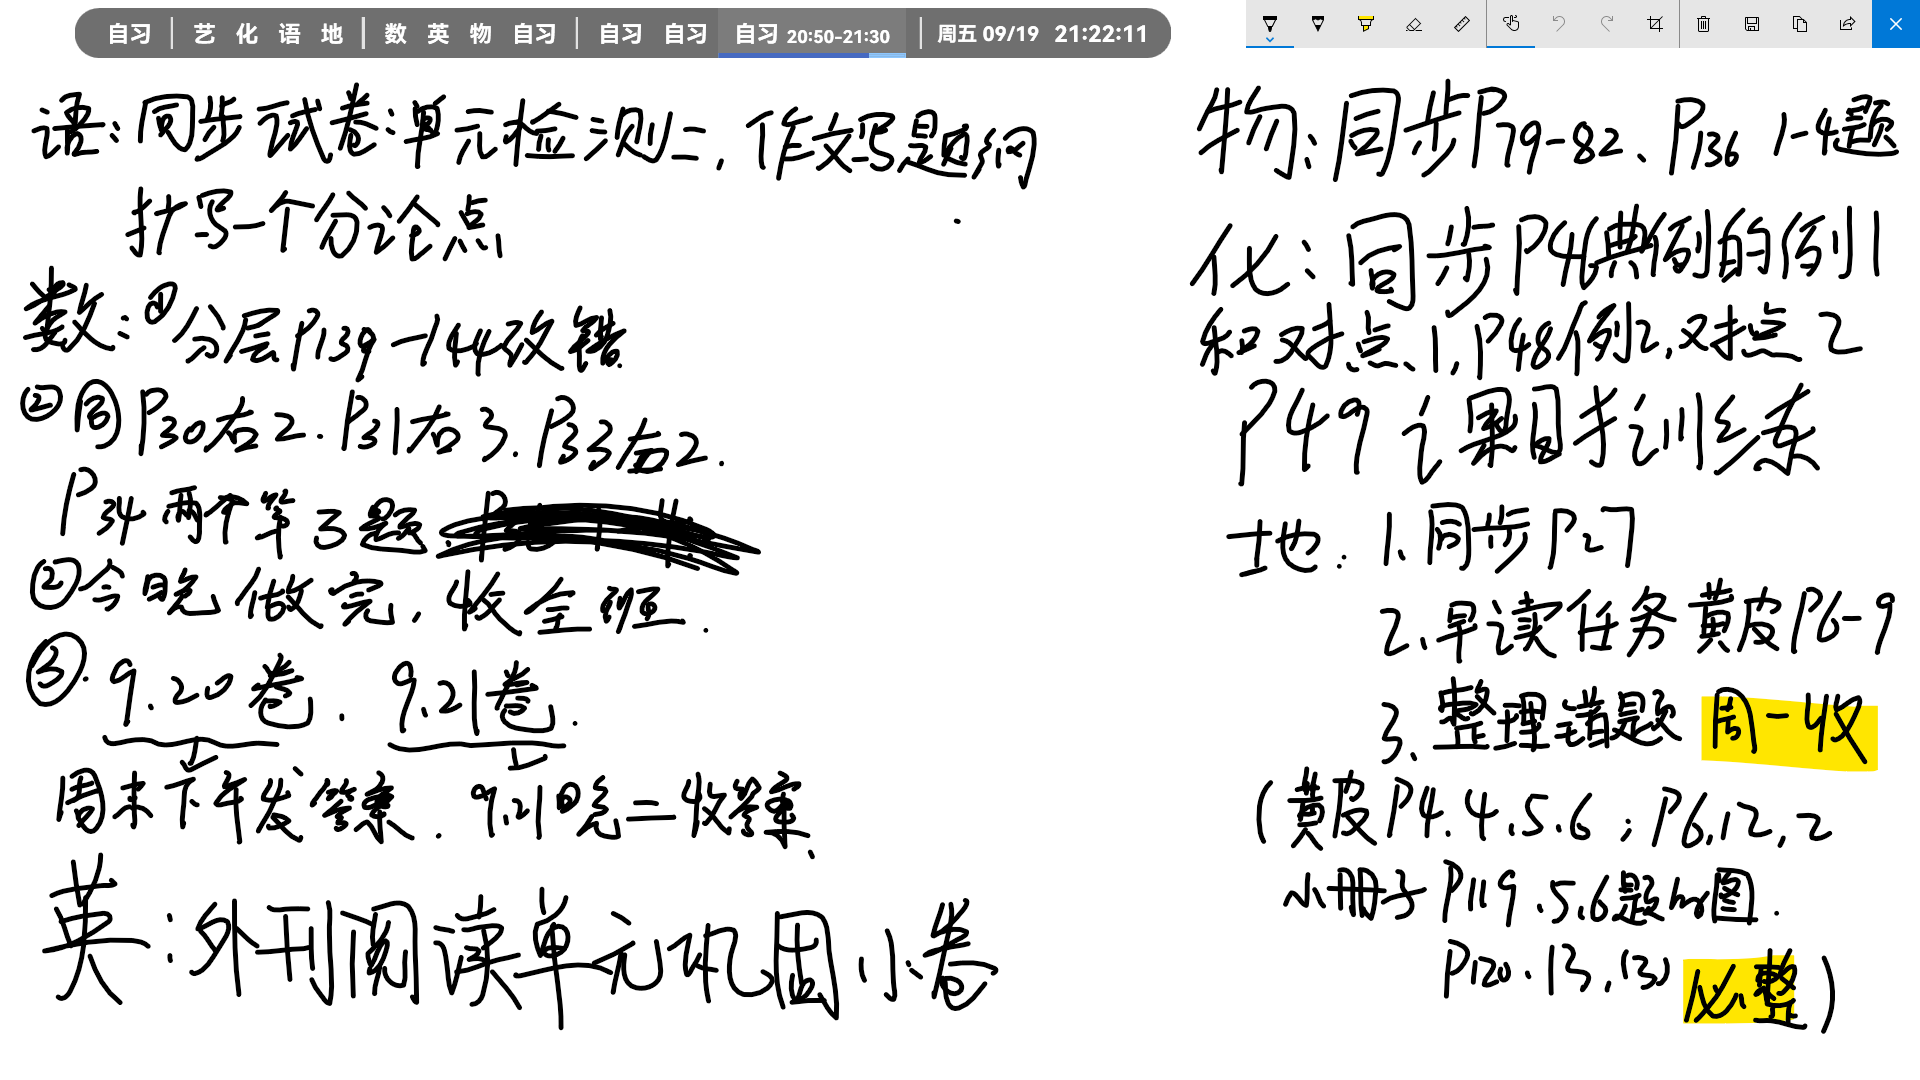 自习 | 艺 化 语 地 | 数 英 物 自习 | 自习 自习 自习 20:50-21:30 | 周五 09/19 21:22:11
语:同步试卷:单元检测二,作文写题纲
抄写一个分论点
数:①分层P139-144改错.
②同P30右2.P31右3.P33右2.
P34两个第3题.
②今晚做完,收全班.
③.9.20卷.9.21卷.
周末下午发答案.9.21日晚二收答案.
英:外刊阅读单元巩固小卷
物:同步P79-82、P136 1-4题
化:同步P46典例的例1
和对点、1,P48例2,对点2
P49课目扌训练
地:1、同步P27
2、早读任务黄皮P6-9
3、整理错题 周一收
(黄皮P4.4.5.6;P6,12,2
小册子P119.5.6题的图.
P120.13,(3)必整)